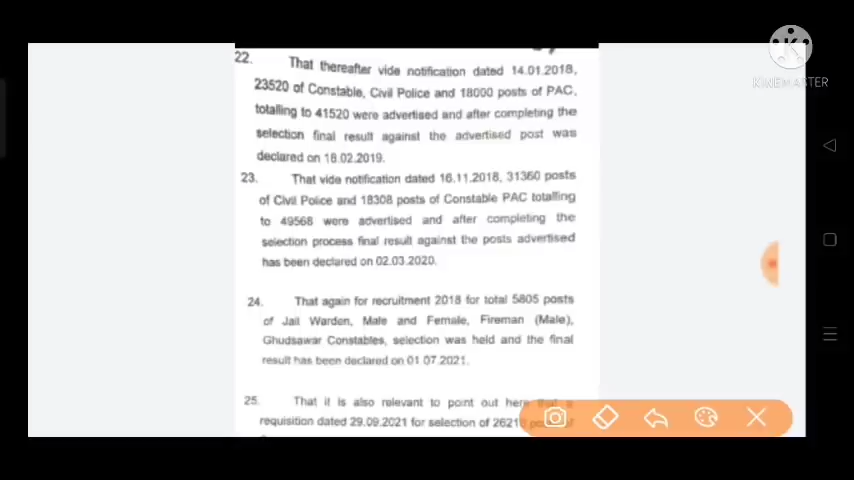 KINEMASTER
22. That thereafter vide notification dated 14.01.2018,
23520 of Constable, Civil Police and 18000 posts of PAC,
totalling to 41520 were advertised and after completing the
selection final result against the advertised post was
declared on 18.02.2019.
23. That vide notification dated 16.11.2018, 31360 posts
of Civil Police and 18308 posts of Constable PAC totalling
to 49568 were advertised and after completing the
selection process final result against the posts advertised
has been declared on 02.03.2020.
24. That again for recruitment 2018 for total 5805 posts
of Jail Warden, Male and Female, Fireman (Male),
Ghudsawar Constables, selection was held and the final
result has been declared on 01.07.2021.
25. That it is also relevant to point out here that a
requisition dated 29.09.2021 for selection of of